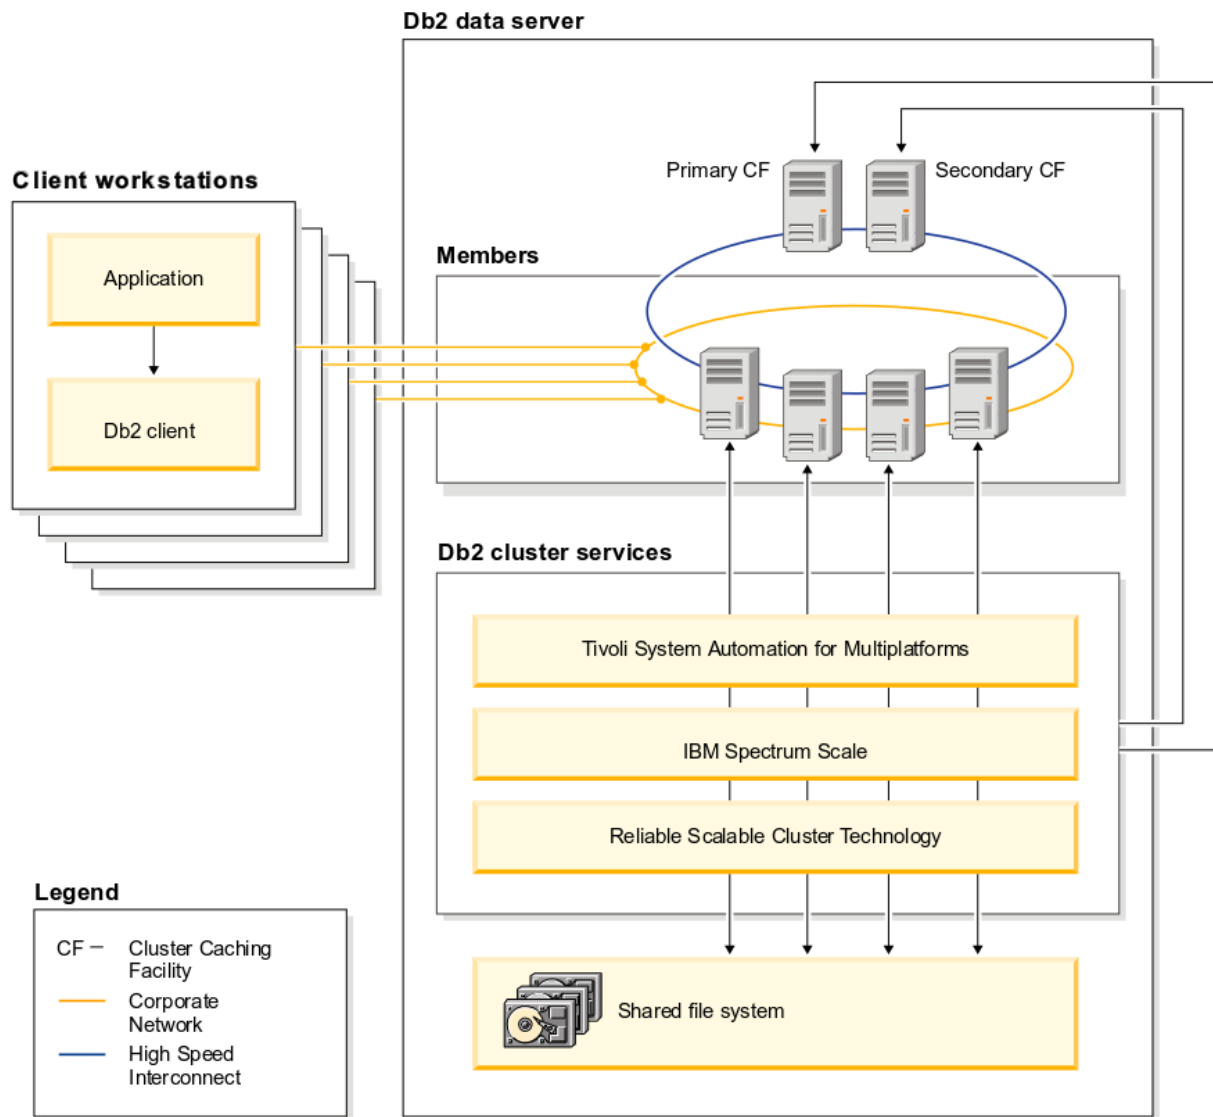 Db2 data server
Primary CF
Secondary CF
Client workstations
Application
Db2 client
Members
Db2 cluster services
Tivoli System Automation for Multiplatforms
IBM Spectrum Scale
Reliable Scalable Cluster Technology
Shared file system
Legend
CF – Cluster Caching
Facility
Corporate
Network
High Speed
Interconnect